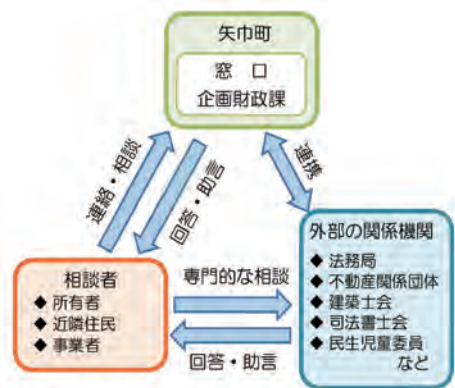 矢巾町
窓　口
企画財政課
連絡・相談
回答・助言
連携
相談者
◆ 所有者
◆ 近隣住民
◆ 事業者
専門的な相談
回答・助言
外部の関係機関
◆ 法務局
◆ 不動産関係団体
◆ 建築士会
◆ 司法書士会
◆ 民生児童委員
など